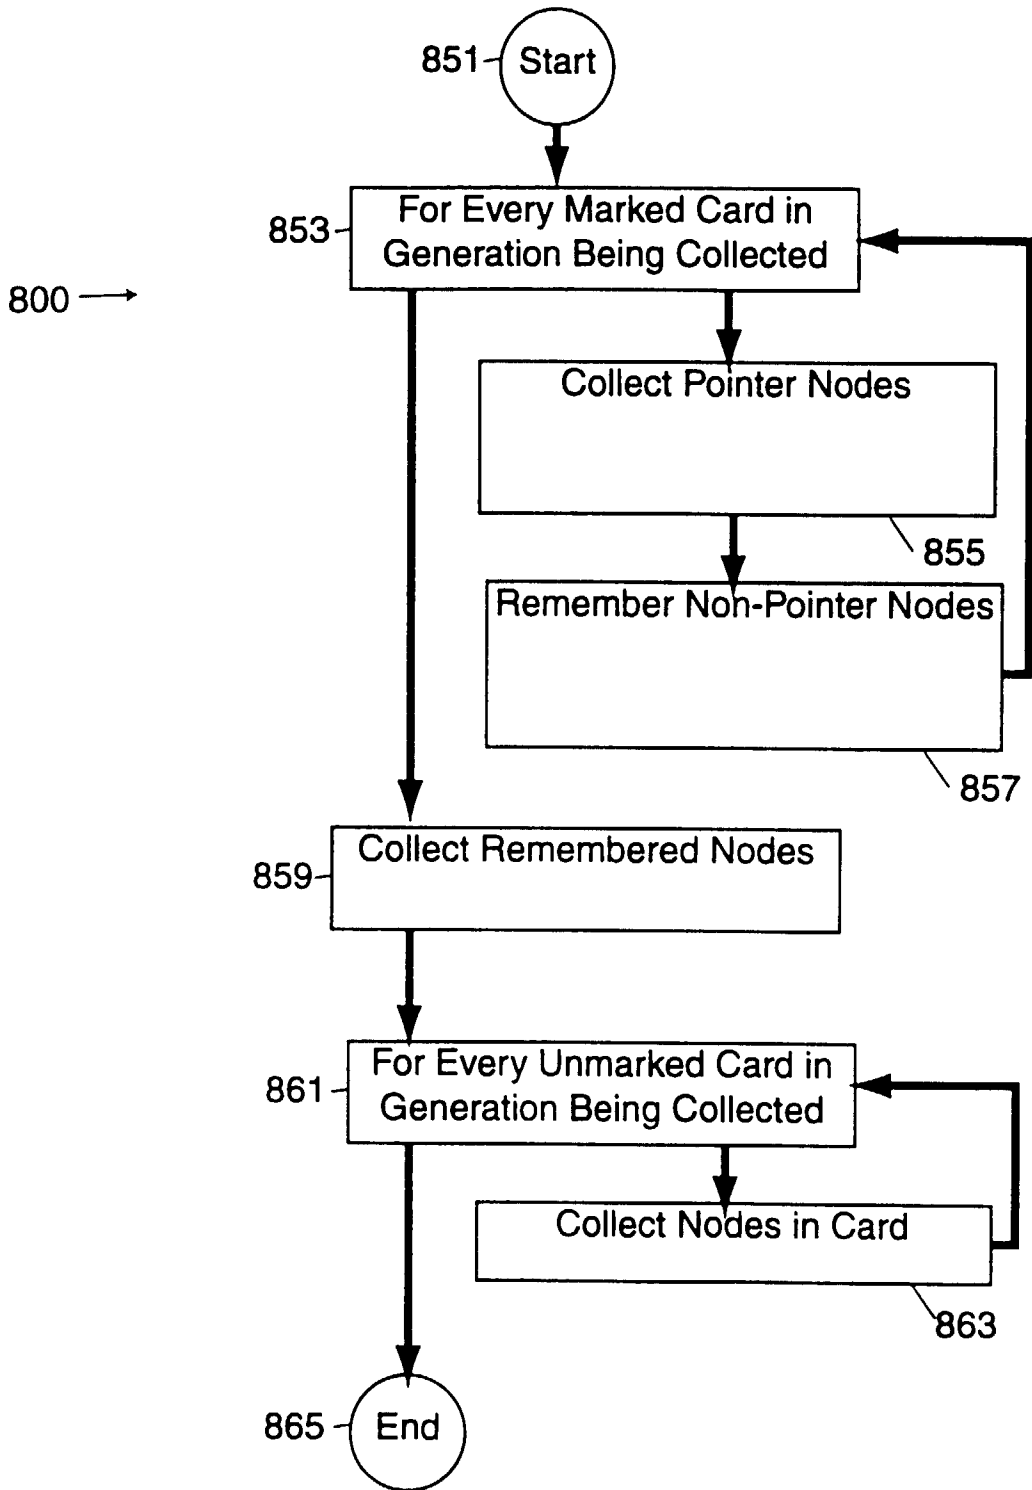 851
Start
853
For Every Marked Card in
Generation Being Collected
800
Collect Pointer Nodes
855
Remember Non-Pointer Nodes
857
Collect Remembered Nodes
859
For Every Unmarked Card in
Generation Being Collected
861
Collect Nodes in Card
863
865
End